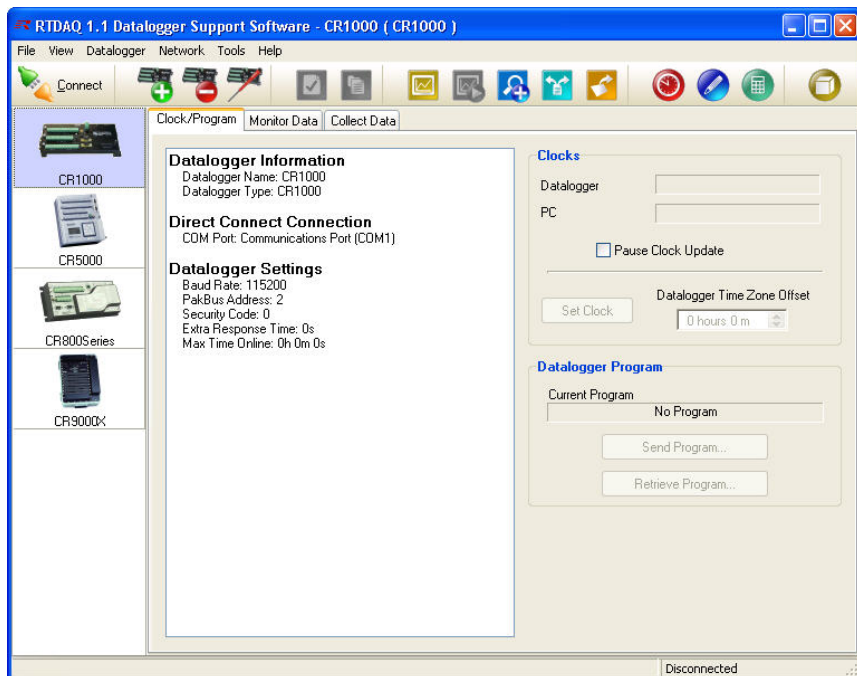 RTDAQ 1.1 Datalogger Support Software - CR1000 ( CR1000 )
File View Datalogger Network Tools Help
Connect
CR1000
CR5000
CR800Series
CR9000X
Clock/Program Monitor Data Collect Data
Datalogger Information
Datalogger Name: CR1000
Datalogger Type: CR1000
Direct Connect Connection
COM Port: Communications Port (COM1)
Datalogger Settings
Baud Rate: 115200
PakBus Address: 2
Security Code: 0
Extra Response Time: 0s
Max Time Online: 0h 0m 0s
Clocks
Datalogger
PC
Pause Clock Update
Set Clock
Datalogger Time Zone Offset
0 hours 0 m
Datalogger Program
Current Program
No Program
Send Program...
Retrieve Program...
Disconnected